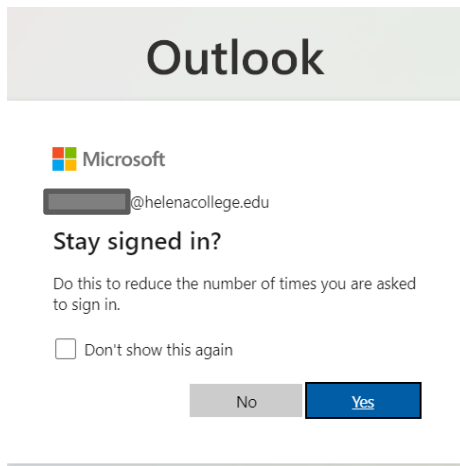 Outlook
Microsoft
@helenacollege.edu
Stay signed in?
Do this to reduce the number of times you are asked
to sign in.
Don't show this again
No
Yes